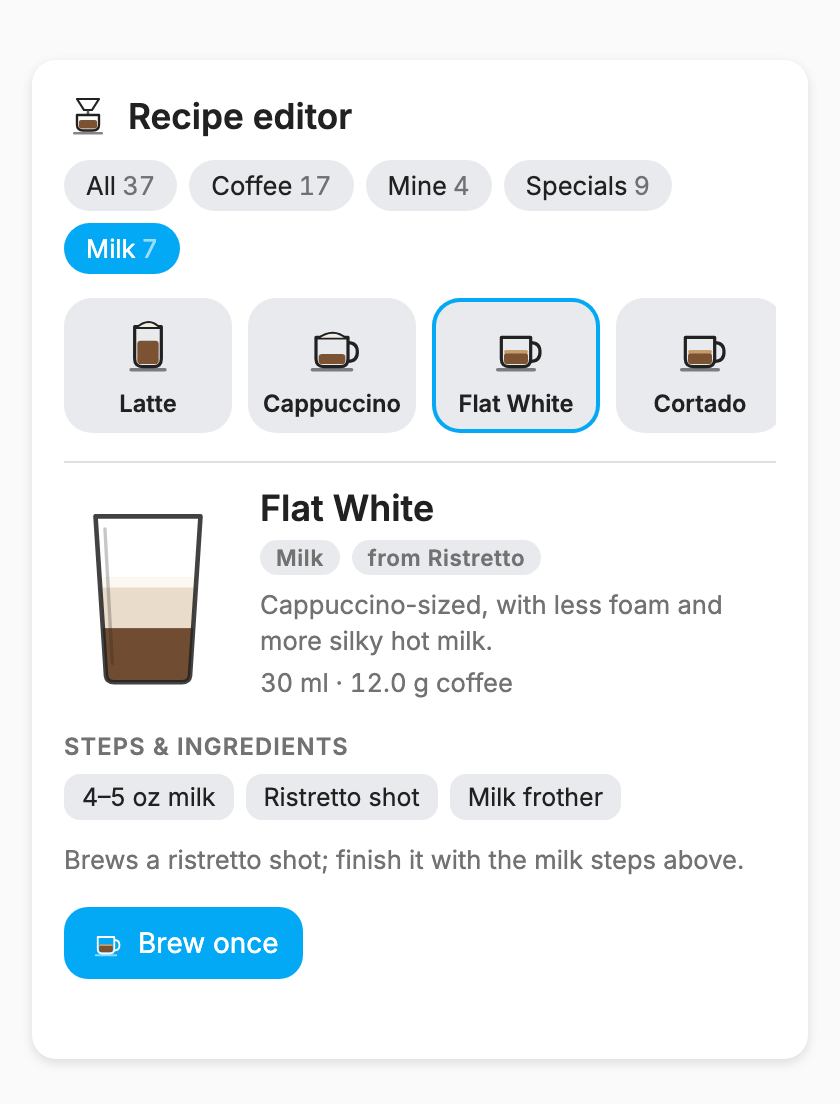 Recipe editor
All 37
Coffee 17
Mine 4
Specials 9
Milk 7
Latte
Cappuccino
Flat White
Cortado
Flat White
Milk
from Ristretto
Cappuccino-sized, with less foam and
more silky hot milk.
30 ml · 12.0 g coffee
STEPS & INGREDIENTS
4–5 oz milk
Ristretto shot
Milk frother
Brews a ristretto shot; finish it with the milk steps above.
Brew once